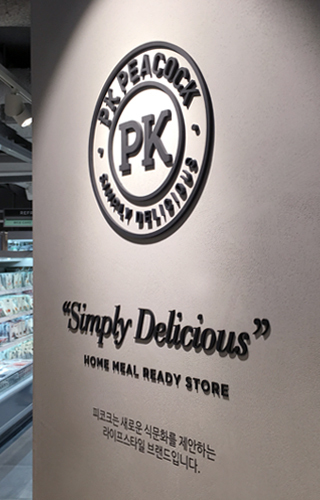 PK PEACOCK
PK
SIMPLY DELICIOUS
“Simply Delicious”
HOME MEAL READY STORE
피코크는 새로운 식문화를 제안하는
라이프스타일 브랜드입니다.